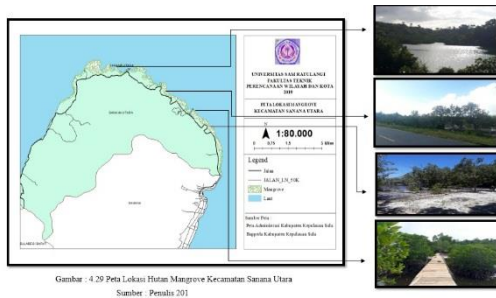 UNIVERSITAS SAM RATULANGI
FAKULTAS TEKNIK
PERENCANAAN WILAYAH DAN KOTA
PETA LOKASI MANGROVE
KECAMATAN SANANA UTARA
1:80.000
Legend
Jalan
JALAN_LN_50K
Mangrove
Laut
Sumber Peta :
Peta Administrasi Kabupaten Kepulauan Sula
Bappeda Kabupaten Kepulauan Sula
Gambar : 4.29 Peta Lokasi Hutan Mangrove Kecamatan Sanana Utara
Sumber : Penulis 201